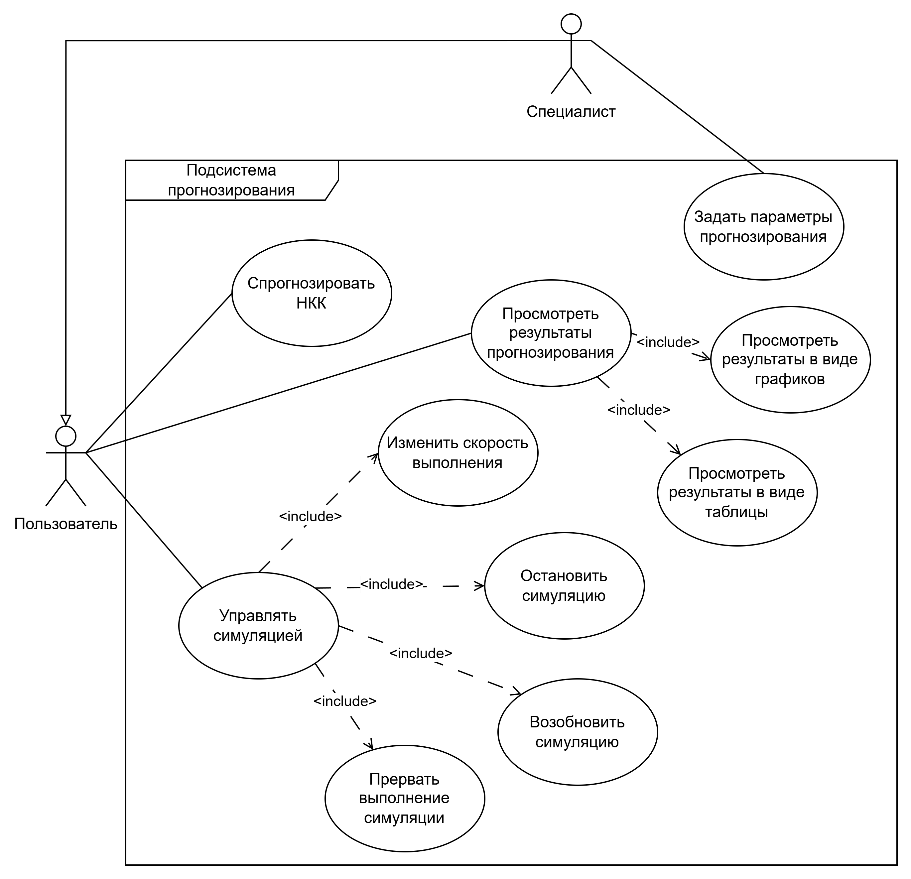 Специалист
Подсистема
прогнозирования
Задать параметры
прогнозирования
Спрогнозировать
НКК
Просмотреть
результаты
прогнозирования
<include>
Просмотреть
результаты в виде
графиков
<include>
Изменить скорость
выполнения
Просмотреть
результаты в виде
таблицы
Пользователь
<include>
<include>
Остановить
симуляцию
Управлять
симуляцией
<include>
<include>
Возобновить
симуляцию
Прервать
выполнение
симуляции